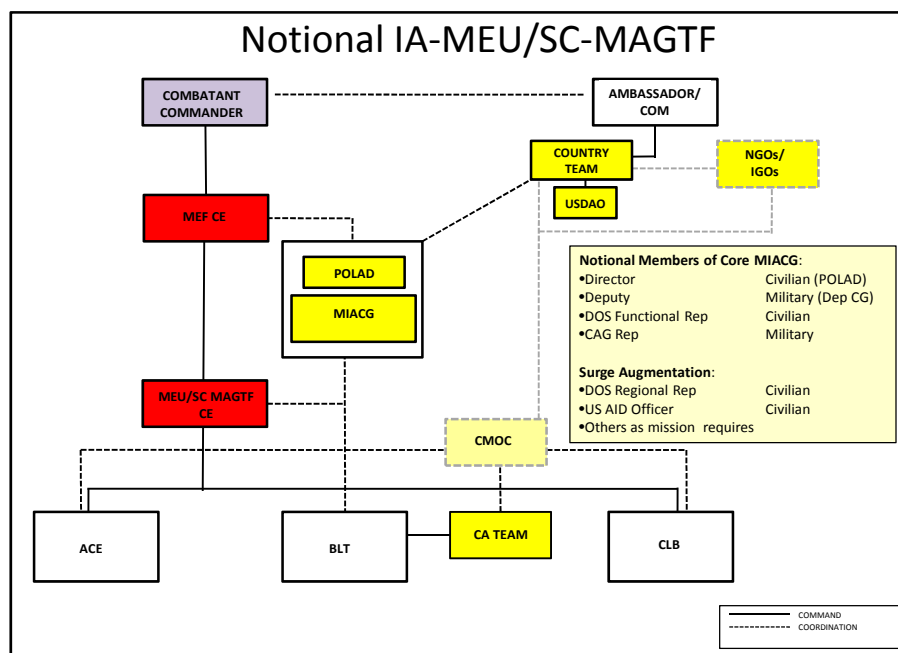 Notional IA-MEU/SC-MAGTF
COMBATANT
COMMANDER
AMBASSADOR/
COM
COUNTRY
TEAM
NGOs/
IGOs
USDAO
MEF CE
POLAD
MIACG
Notional Members of Core MIACG:
•Director Civilian (POLAD)
•Deputy Military (Dep CG)
•DOS Functional Rep Civilian
•CAG Rep Military
Surge Augmentation:
•DOS Regional Rep Civilian
•US AID Officer Civilian
•Others as mission requires
MEU/SC MAGTF
CE
CMOC
ACE
BLT
CA TEAM
CLB
COMMAND
COORDINATION